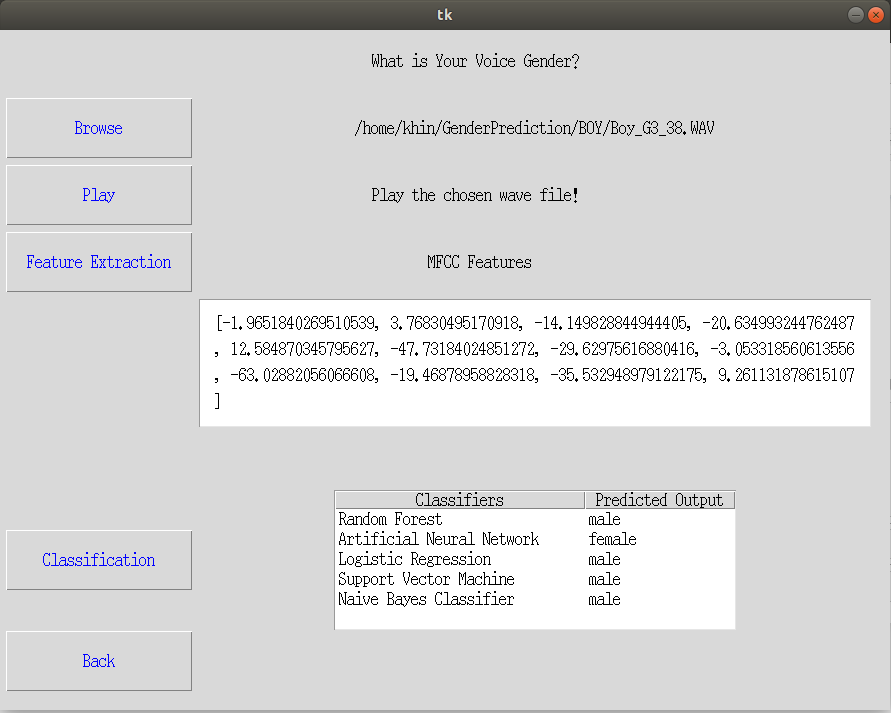 tk
What is Your Voice Gender?
Browse
/home/khin/GenderPrediction/BOY/Boy_G3_38.WAV
Play
Play the chosen wave file!
Feature Extraction
MFCC Features
[-1.9651840269510539, 3.76830495170918, -14.149828844944405, -20.634993244762487
, 12.584870345795627, -47.73184024851272, -29.62975616880416, -3.053318560613556
, -63.02882056066608, -19.46878958828318, -35.532948979122175, 9.261131878615107
]
Classifiers Predicted Output
Random Forest male
Artificial Neural Network female
Logistic Regression male
Support Vector Machine male
Naive Bayes Classifier male
Classification
Back